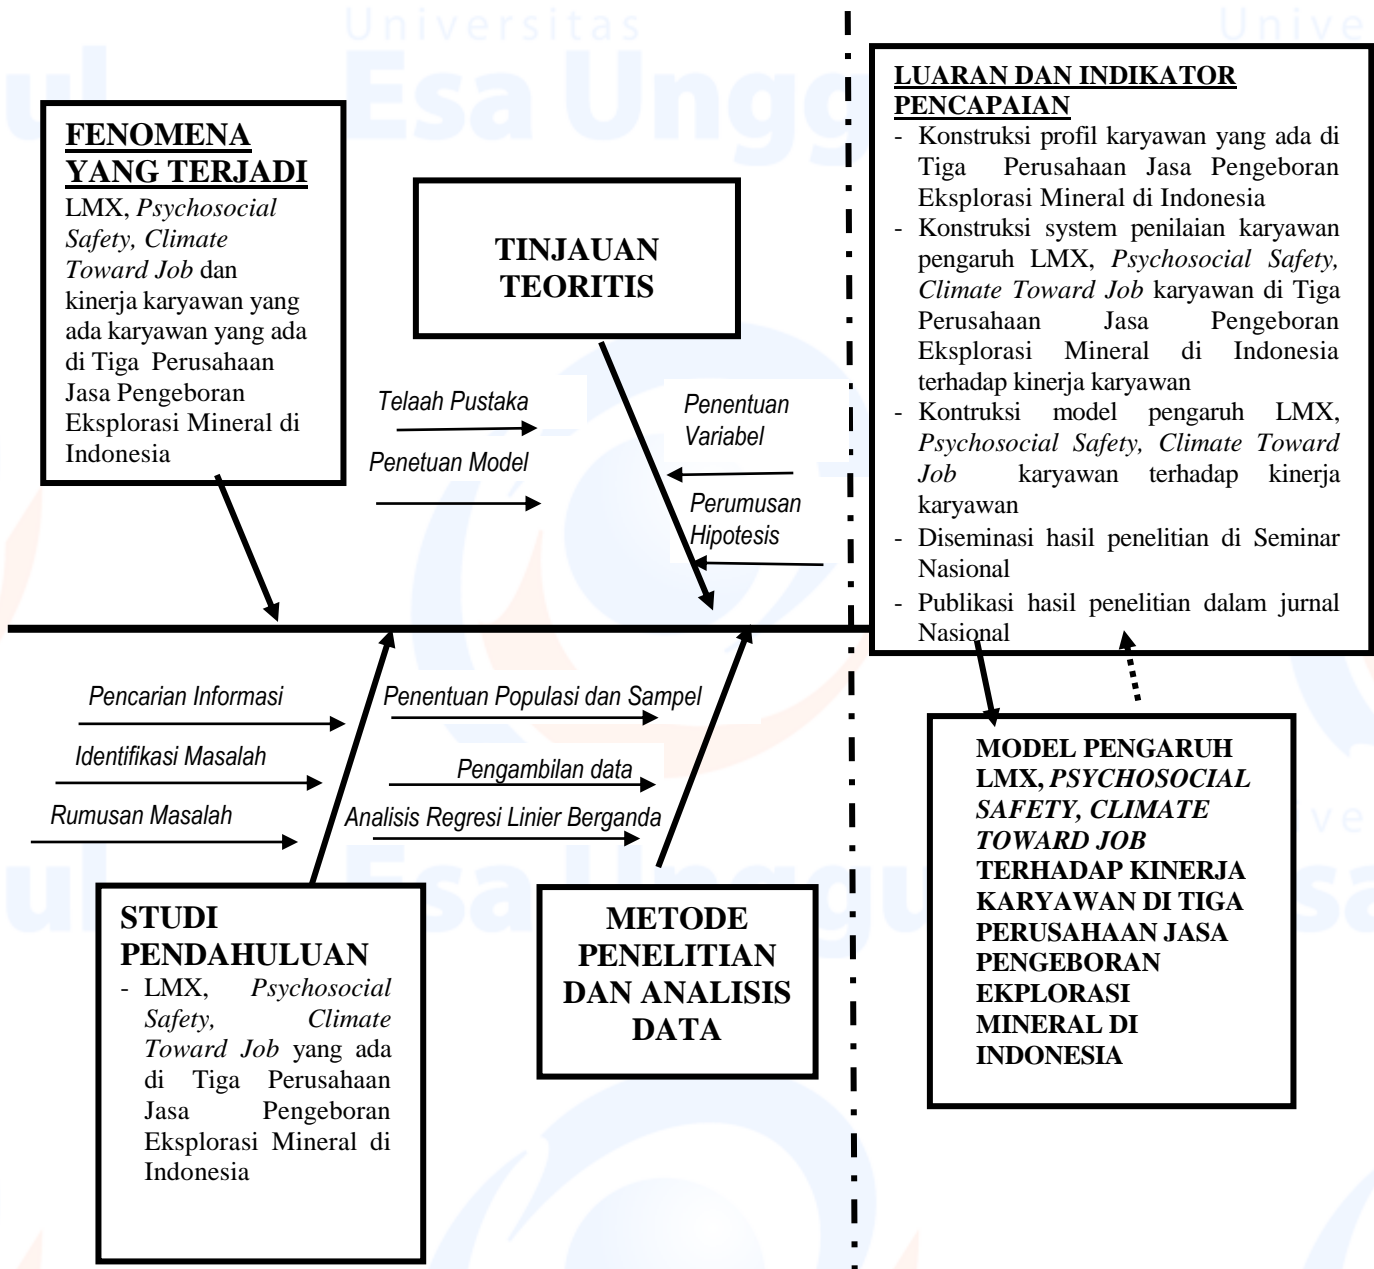 Universitas
Unive
ul
Esa Ungg
FENOMENA
YANG TERJADI
LMX, Psychosocial
Safety, Climate
Toward Job dan
kinerja karyawan yang
ada karyawan yang ada
di Tiga Perusahaan
Jasa Pengeboran
Eksplorasi Mineral di
Indonesia
TINJAUAN
TEORITIS
Telaah Pustaka
Penetuan Model
Penentuan
Variabel
Perumusan
Hipotesis
LUARAN DAN INDIKATOR
PENCAPAIAN
- Konstruksi profil karyawan yang ada di
Tiga Perusahaan Jasa Pengeboran
Eksplorasi Mineral di Indonesia
- Konstruksi system penilaian karyawan
pengaruh LMX, Psychosocial Safety,
Climate Toward Job karyawan di Tiga
Perusahaan Jasa Pengeboran
Eksplorasi Mineral di Indonesia
terhadap kinerja karyawan
- Kontruksi model pengaruh LMX,
Psychosocial Safety, Climate Toward
Job karyawan terhadap kinerja
karyawan
- Diseminasi hasil penelitian di Seminar
Nasional
- Publikasi hasil penelitian dalam jurnal
Nasional
Pencarian Informasi
Identifikasi Masalah
Rumusan Masalah
Penentuan Populasi dan Sampel
Pengambilan data
Analisis Regresi Linier Berganda
ul
Esa Unggu
ve
sa
STUDI
PENDAHULUAN
- LMX, Psychosocial
Safety, Climate
Toward Job yang ada
di Tiga Perusahaan
Jasa Pengeboran
Eksplorasi Mineral di
Indonesia
METODE
PENELITIAN
DAN ANALISIS
DATA
MODEL PENGARUH
LMX, PSYCHOSOCIAL
SAFETY, CLIMATE
TOWARD JOB
TERHADAP KINERJA
KARYAWAN DI TIGA
PERUSAHAAN JASA
PENGEBORAN
EKPLORASI
MINERAL DI
INDONESIA